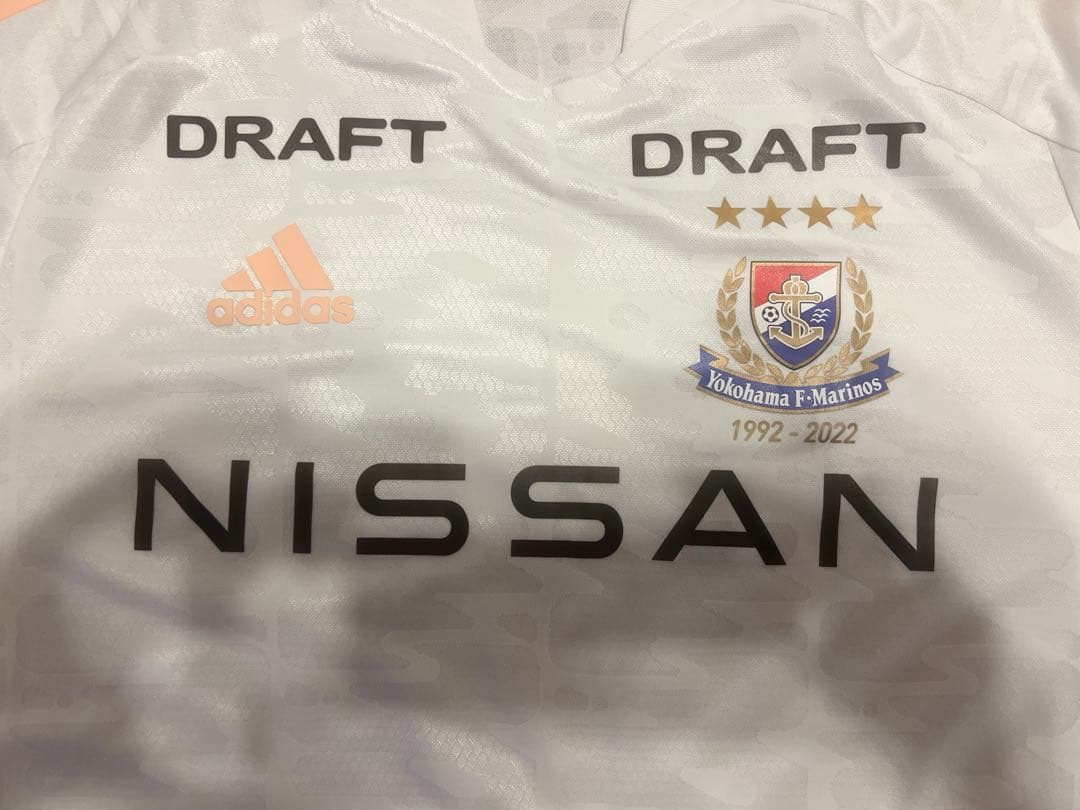 DRAFT
DRAFT
adidas
Yokohama F·Marinos
1992 - 2022
NISSAN